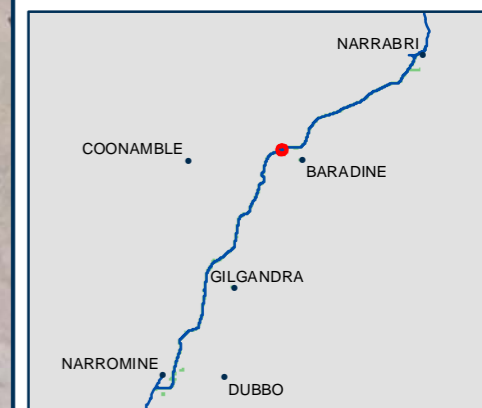 NARRABRI
COONAMBLE
BARADINE
GILGANDRA
NARROMINE
DUBBO